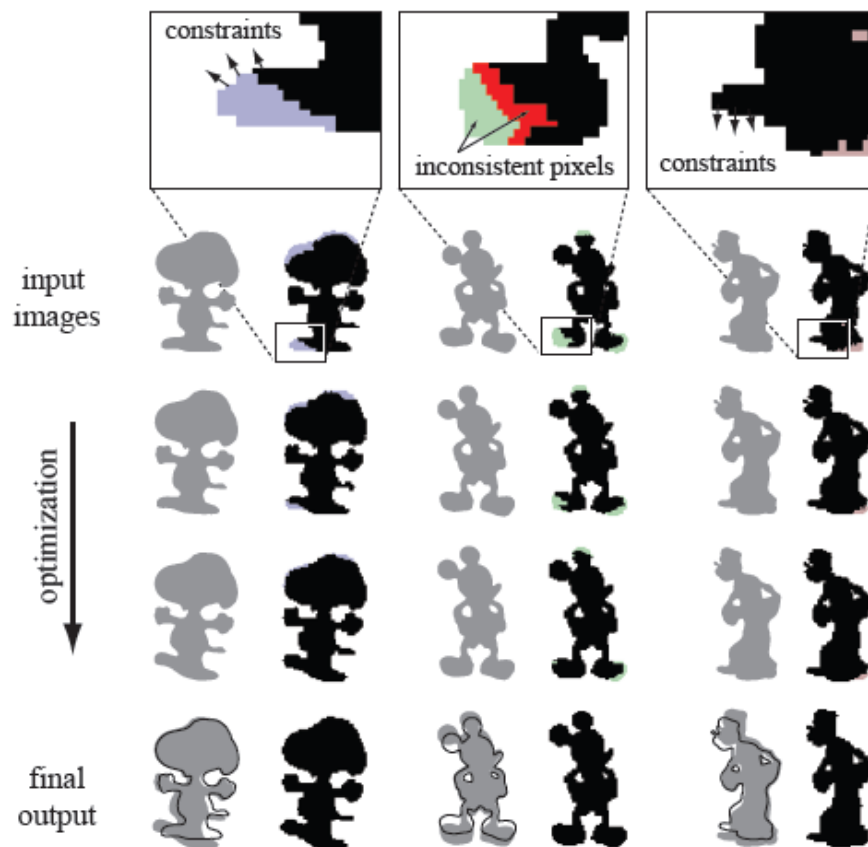 constraints
inconsistent pixels
constraints
input
images
optimization
final
output